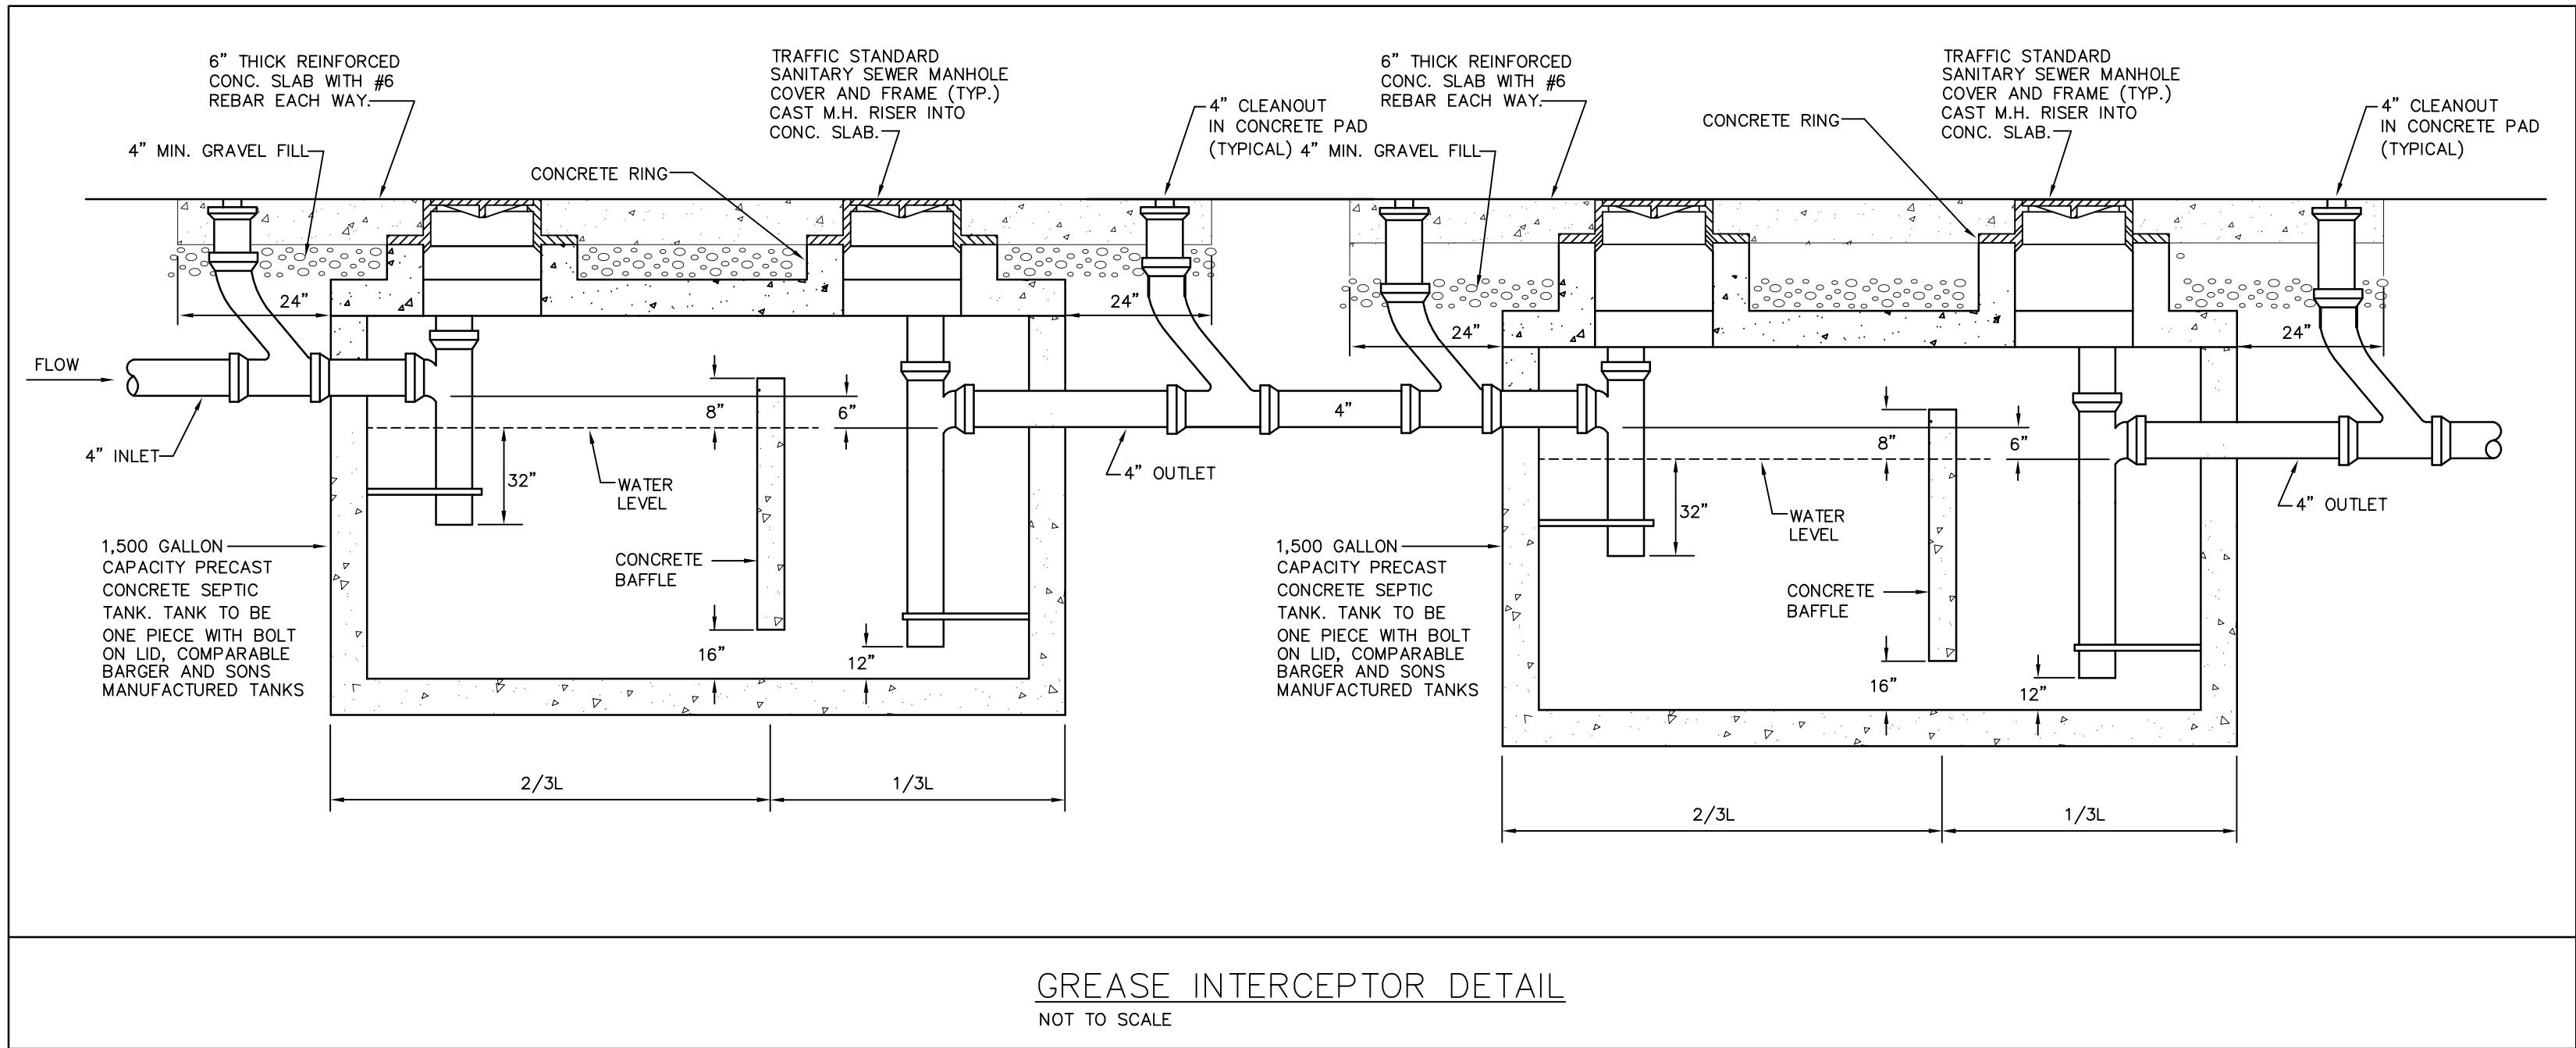 6" THICK REINFORCED
CONC. SLAB WITH #6
REBAR EACH WAY.
4" MIN. GRAVEL FILL
TRAFFIC STANDARD
SANITARY SEWER MANHOLE
COVER AND FRAME (TYP.)
CAST M.H. RISER INTO
CONC. SLAB.
CONCRETE RING
4" CLEANOUT
IN CONCRETE PAD
(TYPICAL)
6" THICK REINFORCED
CONC. SLAB WITH #6
REBAR EACH WAY.
4" MIN. GRAVEL FILL
CONCRETE RING
TRAFFIC STANDARD
SANITARY SEWER MANHOLE
COVER AND FRAME (TYP.)
CAST M.H. RISER INTO
CONC. SLAB.
4" CLEANOUT
IN CONCRETE PAD
(TYPICAL)
24"
24"
24"
24"
FLOW
4" INLET
8"
6"
32"
WATER
LEVEL
4" OUTLET
4"
CONCRETE
BAFFLE
16"
12"
1,500 GALLON
CAPACITY PRECAST
CONCRETE SEPTIC
TANK. TANK TO BE
ONE PIECE WITH BOLT
ON LID, COMPARABLE
BARGER AND SONS
MANUFACTURED TANKS
2/3L
1/3L
8"
6"
32"
WATER
LEVEL
4" OUTLET
CONCRETE
BAFFLE
16"
12"
1,500 GALLON
CAPACITY PRECAST
CONCRETE SEPTIC
TANK. TANK TO BE
ONE PIECE WITH BOLT
ON LID, COMPARABLE
BARGER AND SONS
MANUFACTURED TANKS
2/3L
1/3L
GREASE INTERCEPTOR DETAIL
NOT TO SCALE